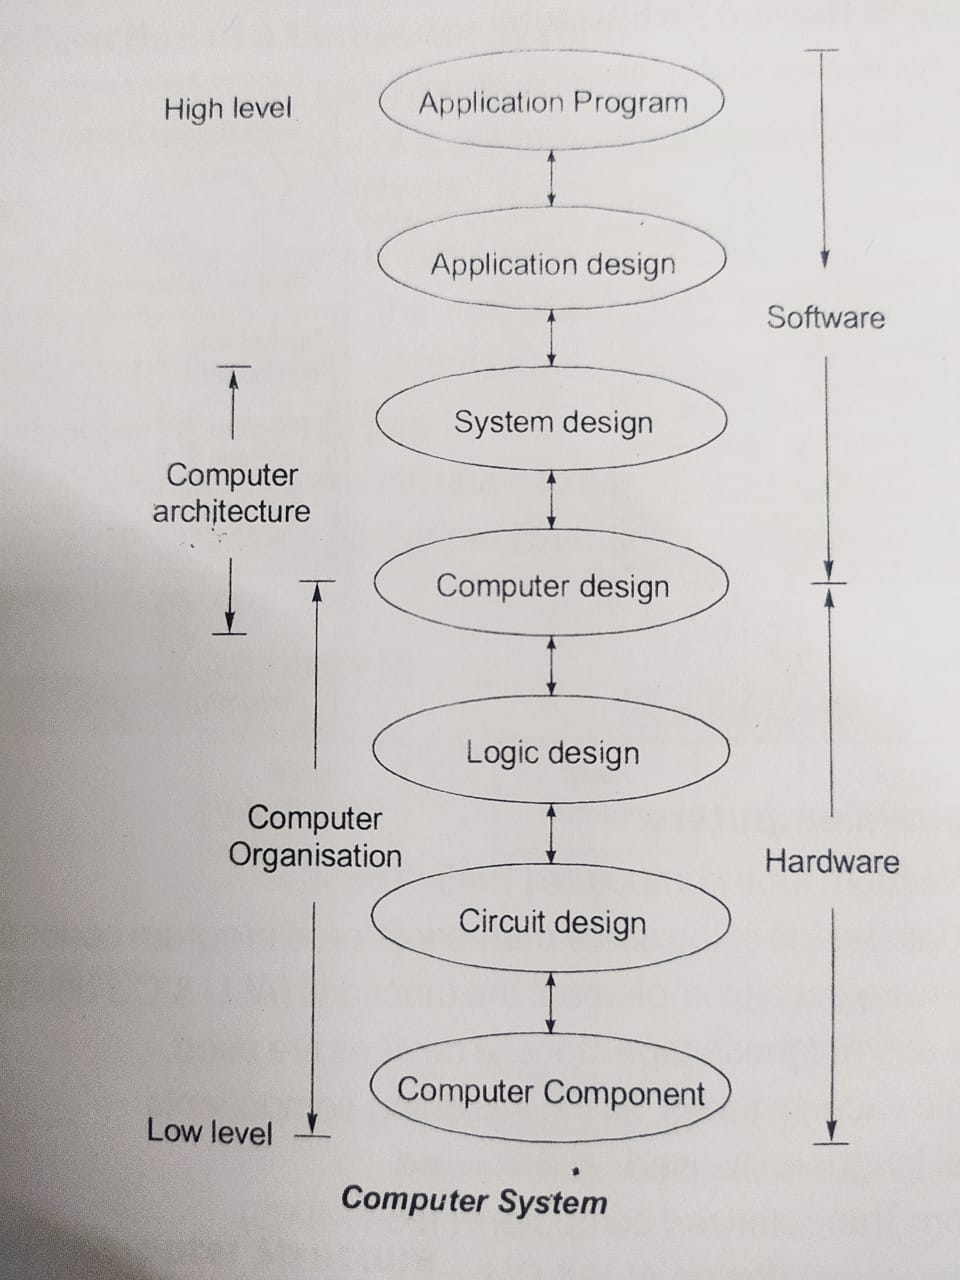 High level
Application Program
Application design
Software
System design
Computer
architecture
Computer design
Logic design
Computer
Organisation
Hardware
Circuit design
Computer Component
Low level
Computer System